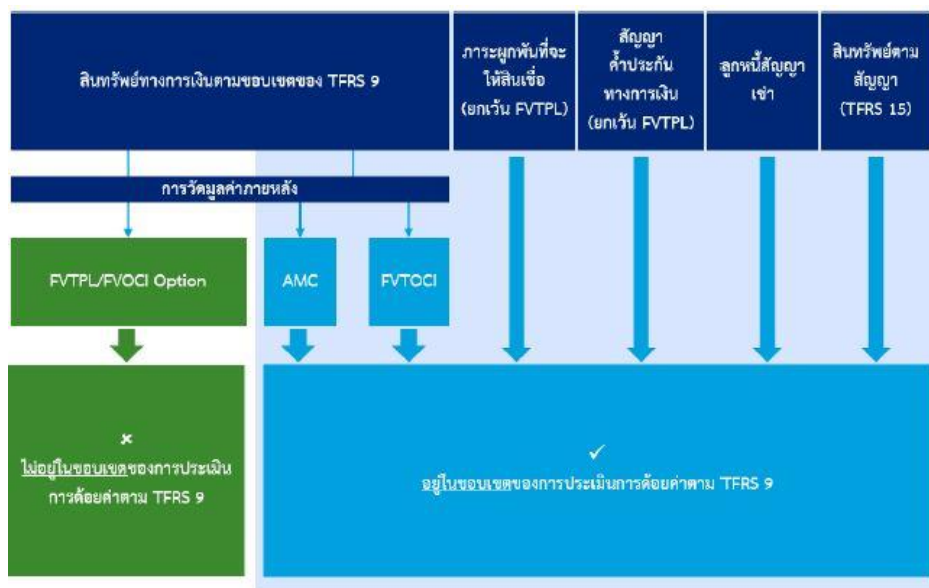 สินทรัพย์ทางการเงินตามขอบเขตของ TFRS 9
ภาระผูกพันที่จะ
ให้สินเชื่อ
(ยกเว้น FVTPL)
สัญญา
ค้ำประกัน
ทางการเงิน
(ยกเว้น FVTPL)
ลูกหนี้สัญญา
เช่า
สินทรัพย์ตาม
สัญญา
(TFRS 15)
การวัดมูลค่าภายหลัง
FVTPL/FVOCI Option
AMC
FVTOCI
ไม่อยู่ในขอบเขตของการประเมิน
การด้อยค่าตาม TFRS 9
อยู่ในขอบเขตของการประเมินการด้อยค่าตาม TFRS 9